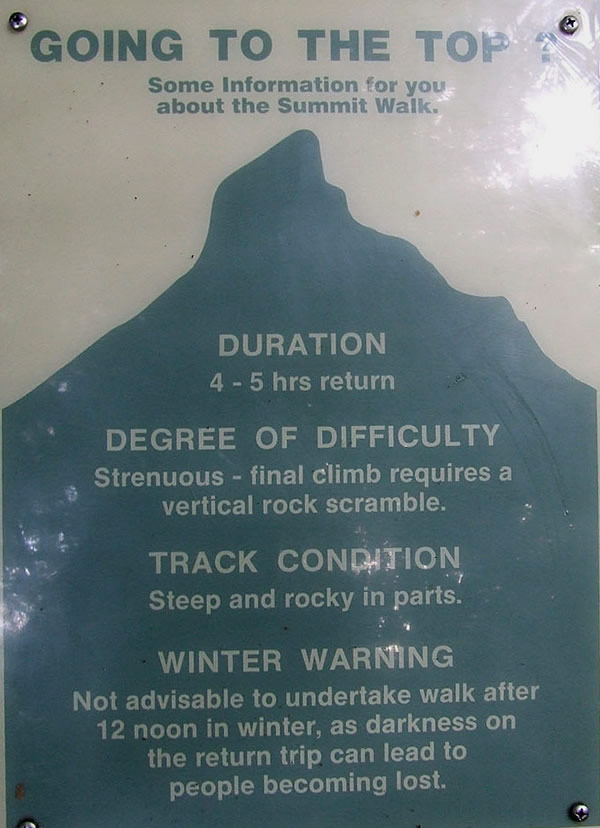 GOING TO THE TOP ?
Some Information for you
about the Summit Walk.
DURATION
4 - 5 hrs return
DEGREE OF DIFFICULTY
Strenuous - final climb requires a
vertical rock scramble.
TRACK CONDITION
Steep and rocky in parts.
WINTER WARNING
Not advisable to undertake walk after
12 noon in winter, as darkness on
the return trip can lead to
people becoming lost.